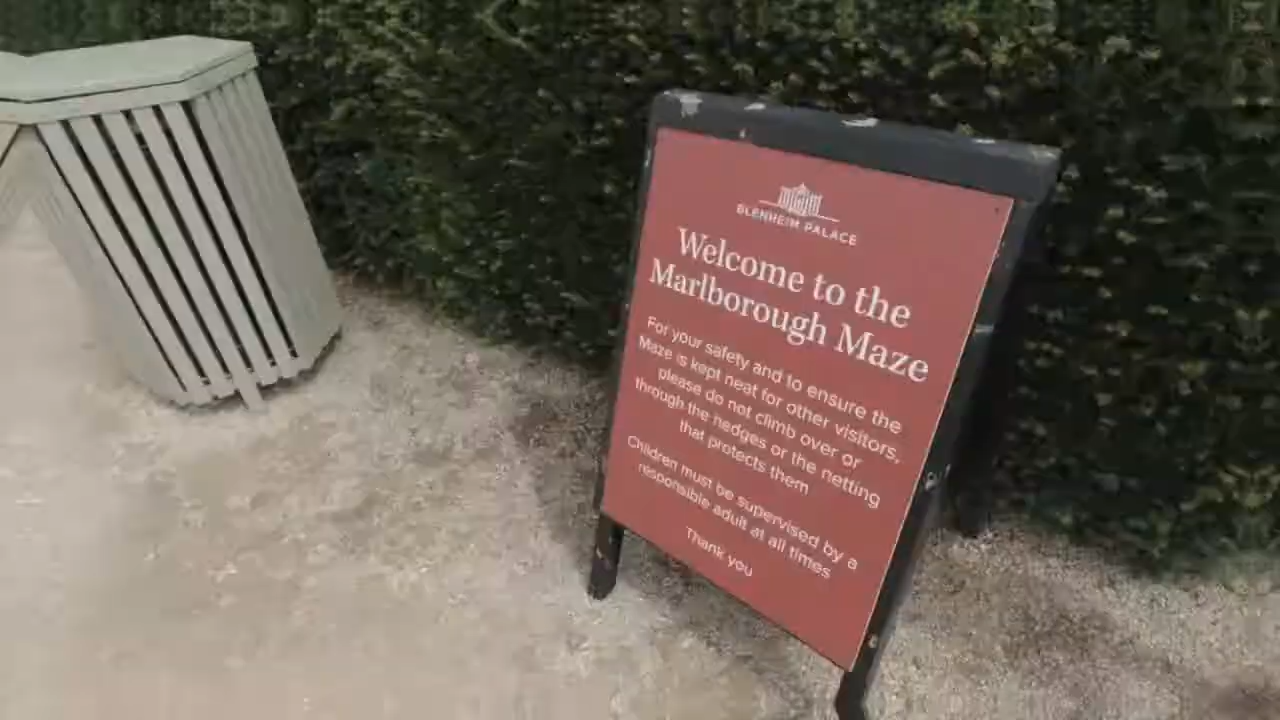 BLENHEIM PALACE
Welcome to the
Marlborough Maze
For your safety and to ensure the
Maze is kept neat for other visitors,
please do not climb over or
through the hedges or the netting
that protects them
Children must be supervised by a
responsible adult at all times
Thank you